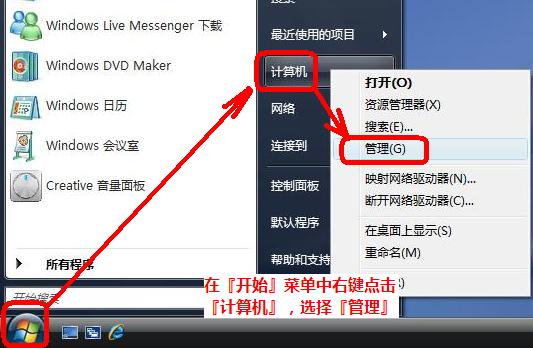 Windows Live Messenger 下载
Windows DVD Maker
Windows 日历
Windows 会议室
Creative 音量面板
所有程序
开始搜索
最近使用的项目
计算机
网络
连接到
控制面板
默认程序
帮助和支持
打开(O)
资源管理器(X)
搜索(E)...
管理(G)
映射网络驱动器(N)...
断开网络驱动器(C)...
在桌面上显示(S)
重命名(M)
在『开始』菜单中右键点击
『计算机』，选择『管理』